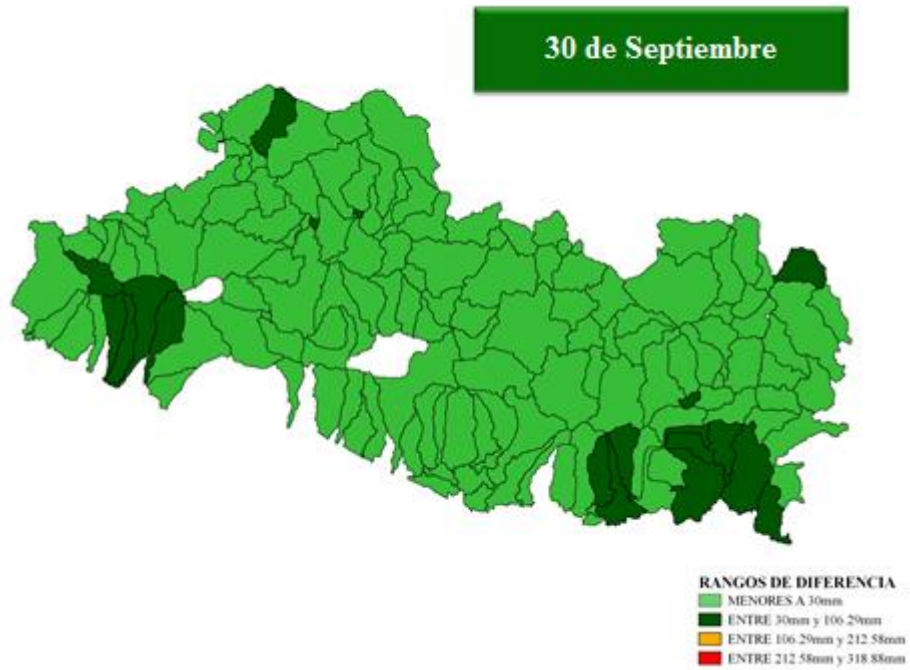 30 de Septiembre
RANGOS DE DIFERENCIA
MENORES A 30mm
ENTRE 30mm y 106.29mm
ENTRE 106.29mm y 212.58mm
ENTRE 212.58mm y 318.88mm